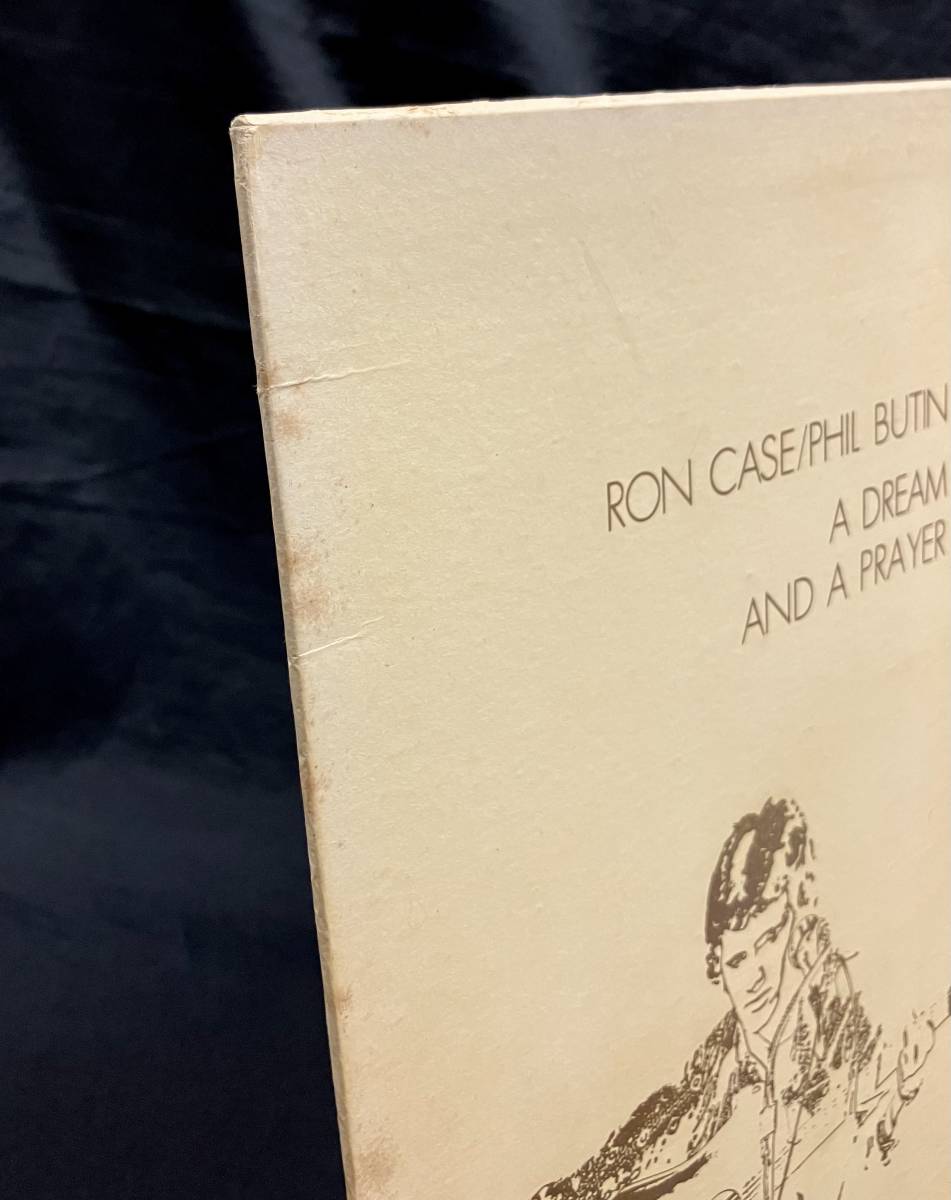 RON CASE/PHIL BUTIN
A DREAM
AND A PRAYER